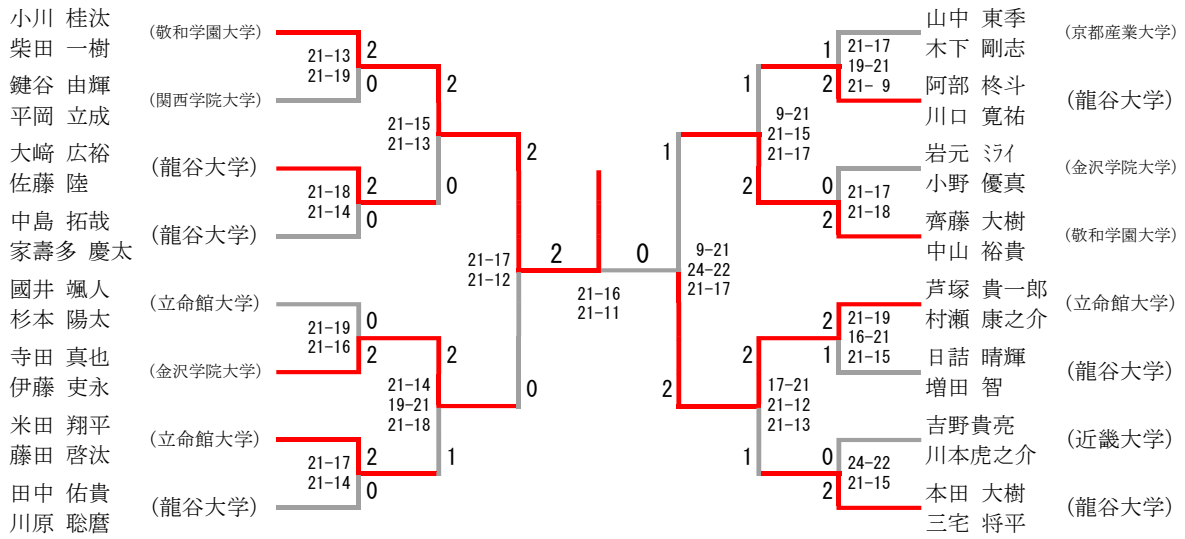 小川 桂汰
柴田 一樹
(敬和学園大学)
鍵谷 由輝
平岡 立成
(関西学院大学)
21-13
21-19
2
0
大﨑 広裕
佐藤 陸
(龍谷大学)
中島 拓哉
家壽多 慶太
(龍谷大学)
21-18
21-14
2
0
21-15
21-13
2
0
國井 颯人
杉本 陽太
(立命館大学)
寺田 真也
伊藤 吏永
(金沢学院大学)
21-19
21-16
0
2
米田 翔平
藤田 啓汰
(立命館大学)
田中 佑貴
川原 聡麿
(龍谷大学)
21-17
21-14
2
0
21-14
19-21
21-18
2
1
21-17
21-12
2
0
2
0
21-16
21-11
山中 東季
木下 剛志
(京都産業大学)
阿部 柊斗
川口 寛祐
(龍谷大学)
1
2
21-17
19-21
21- 9
岩元 ﾐﾗｲ
小野 優真
(金沢学院大学)
齊藤 大樹
中山 裕貴
(敬和学園大学)
0
2
21-17
21-18
1
2
9-21
21-15
21-17
芦塚 貴一郎
村瀬 康之介
(立命館大学)
日詰 晴輝
増田 智
(龍谷大学)
2
1
21-19
16-21
21-15
吉野貴亮
川本虎之介
(近畿大学)
本田 大樹
三宅 将平
(龍谷大学)
0
2
24-22
21-15
2
1
17-21
21-12
21-13
1
2
9-21
24-22
21-17